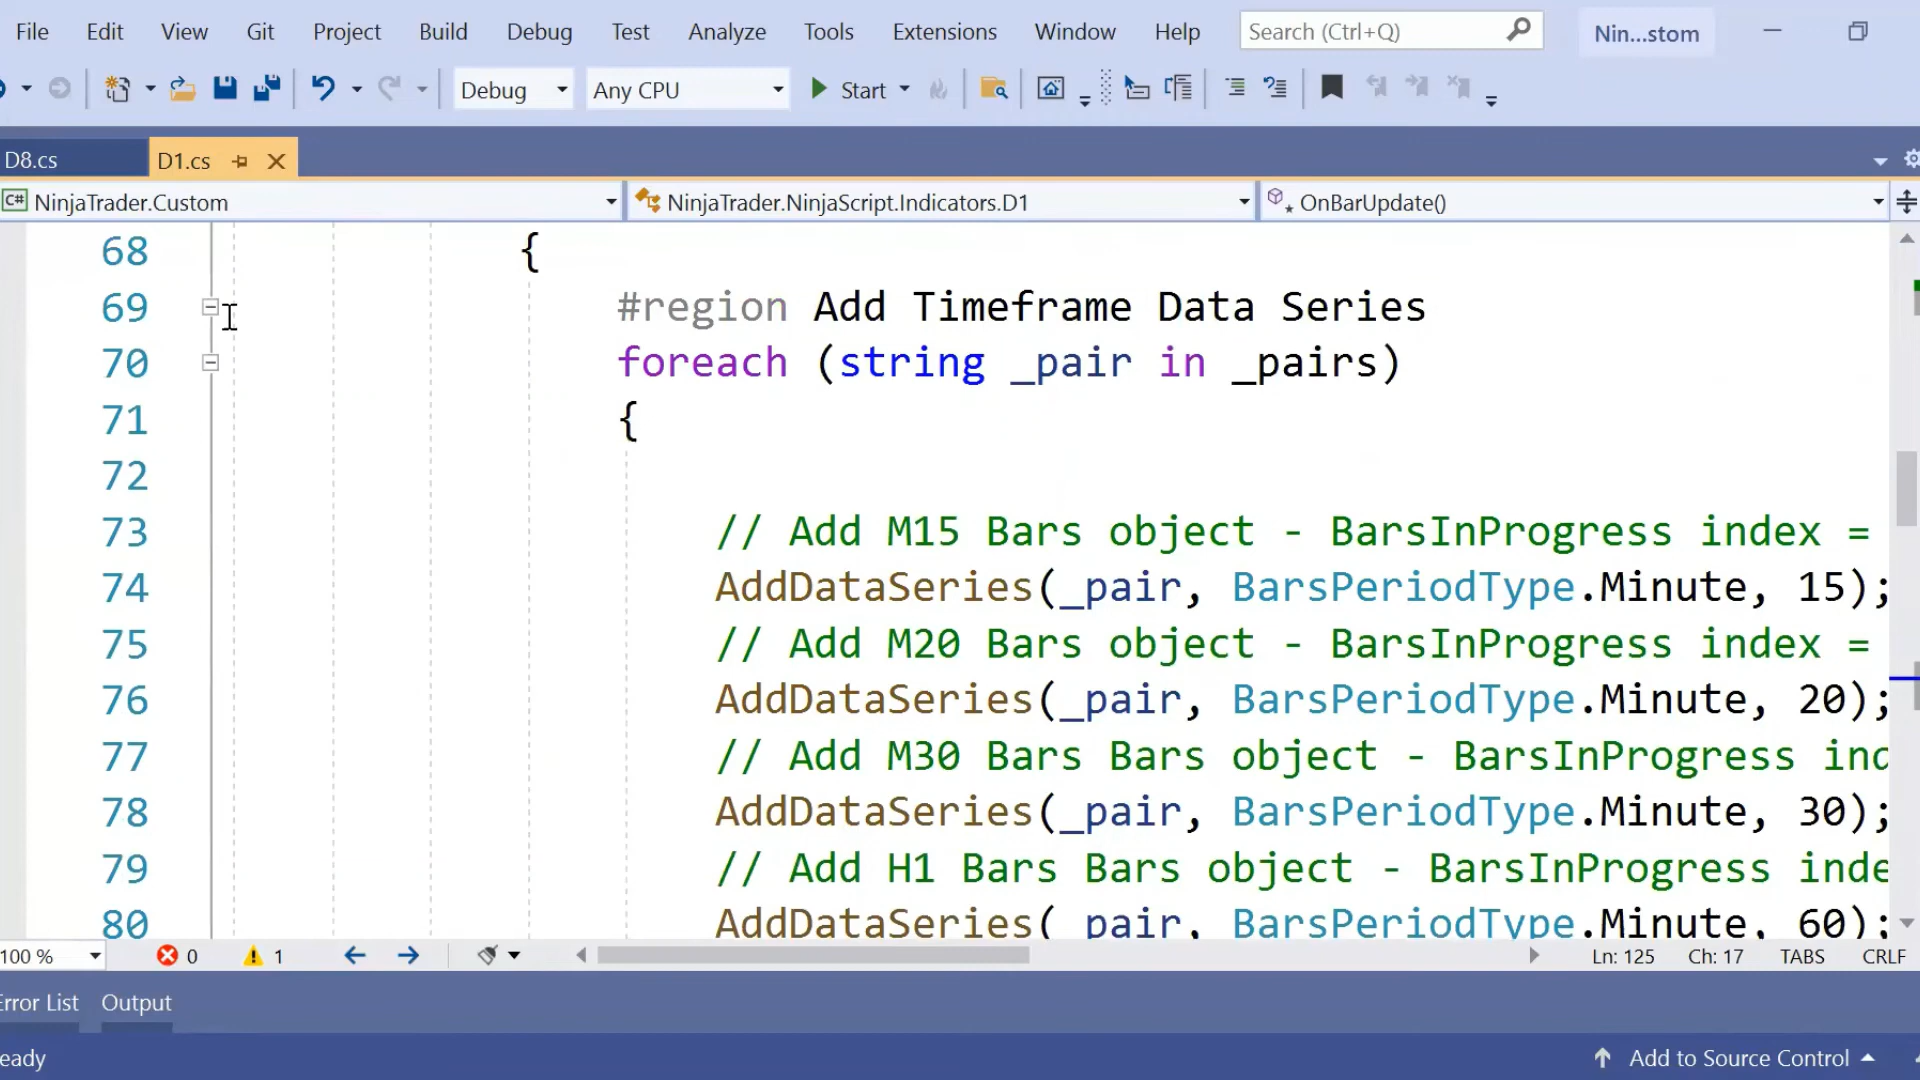 File Edit View Git Project Build Debug Test Analyze Tools Extensions Window Help Search (Ctrl+Q) Nin...stom
Debug Any CPU Start
D8.cs D1.cs
C# NinjaTrader.Custom NinjaTrader.NinjaScript.Indicators.D1 OnBarUpdate()
68 {
69 #region Add Timeframe Data Series
70 foreach (string _pair in _pairs)
71 {
72
73 // Add M15 Bars object - BarsInProgress index =
74 AddDataSeries(_pair, BarsPeriodType.Minute, 15);
75 // Add M20 Bars object - BarsInProgress index =
76 AddDataSeries(_pair, BarsPeriodType.Minute, 20);
77 // Add M30 Bars Bars object - BarsInProgress inc
78 AddDataSeries(_pair, BarsPeriodType.Minute, 30);
79 // Add H1 Bars Bars object - BarsInProgress inde
80 AddDataSeries(_pair, BarsPeriodType.Minute, 60);
100 % 0 1 Ln: 125 Ch: 17 TABS CRLF
Error List Output
eady Add to Source Control